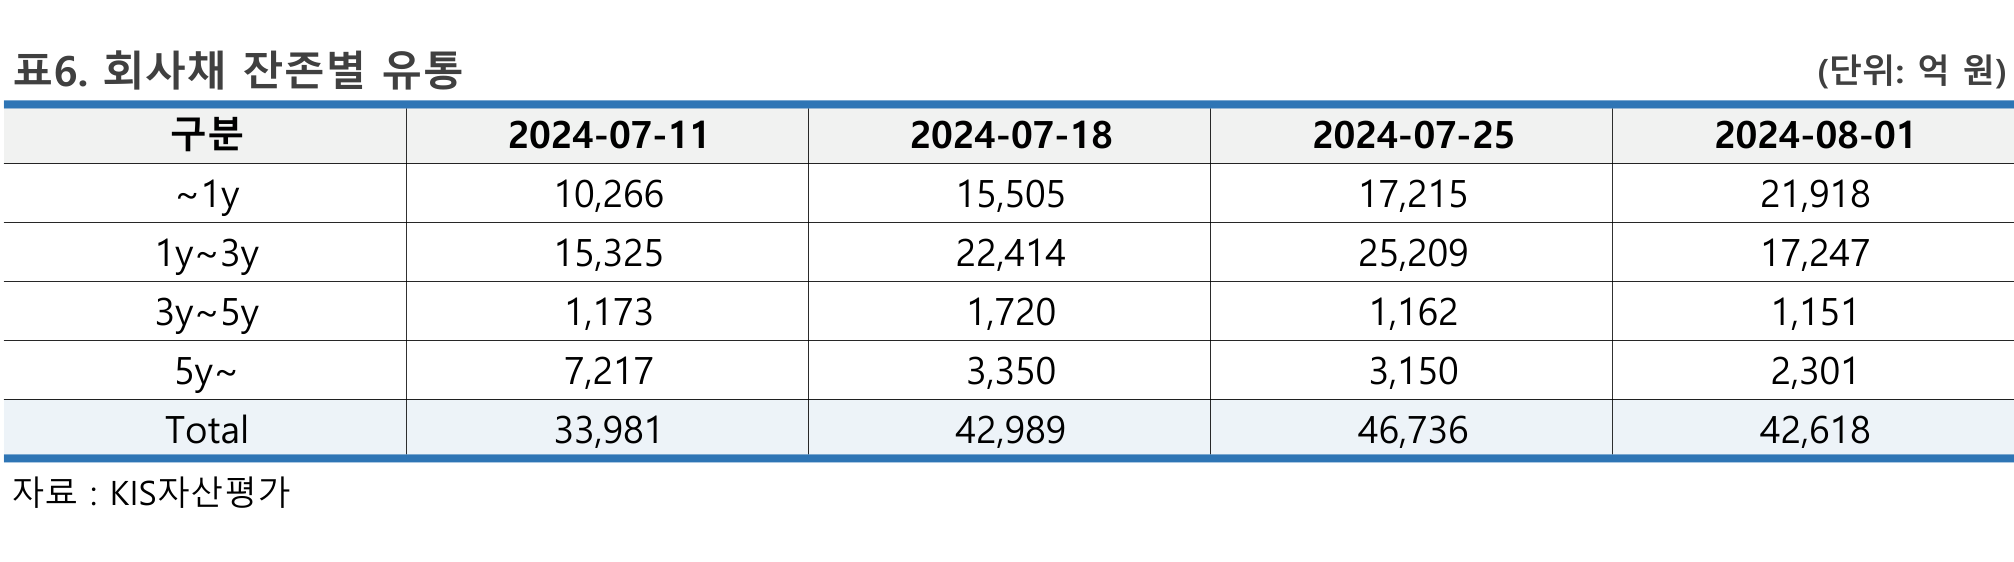 표6. 회사채 잔존별 유통 (단위: 억 원)
구분 2024-07-11 2024-07-18 2024-07-25 2024-08-01
~1y 10,266 15,505 17,215 21,918
1y~3y 15,325 22,414 25,209 17,247
3y~5y 1,173 1,720 1,162 1,151
5y~ 7,217 3,350 3,150 2,301
Total 33,981 42,989 46,736 42,618
자료 : KIS자산평가